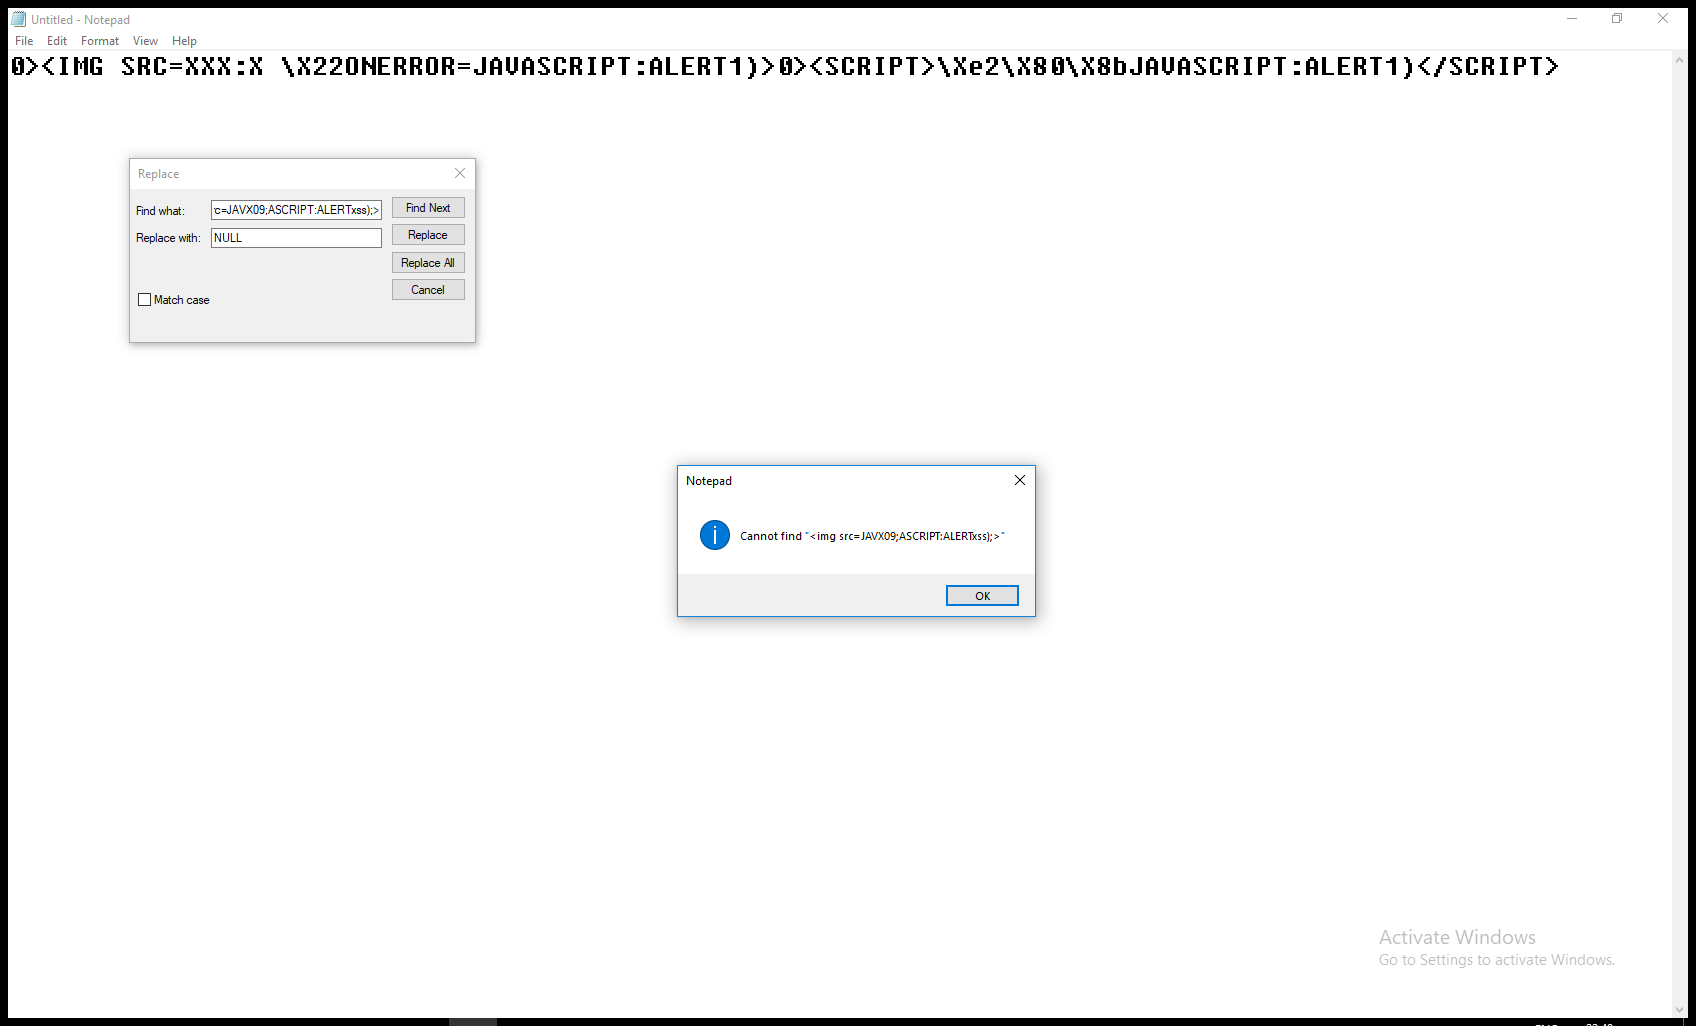 Untitled - Notepad
File Edit Format View Help
0><IMG SRC=XXX:X \X22ONERROR=JAVASCRIPT:ALERT1)>0><SCRIPT>\Xe2\X80\X8bJAVASCRIPT:ALERT1)</SCRIPT>
Replace
Find what: c=JAVX09;ASCRIPT:ALERTxss);> Find Next
Replace with: NULL Replace
Replace All
Cancel
Match case
Notepad
Cannot find "<img src=JAVX09;ASCRIPT:ALERTxss);>"
OK
Activate Windows
Go to Settings to activate Windows.